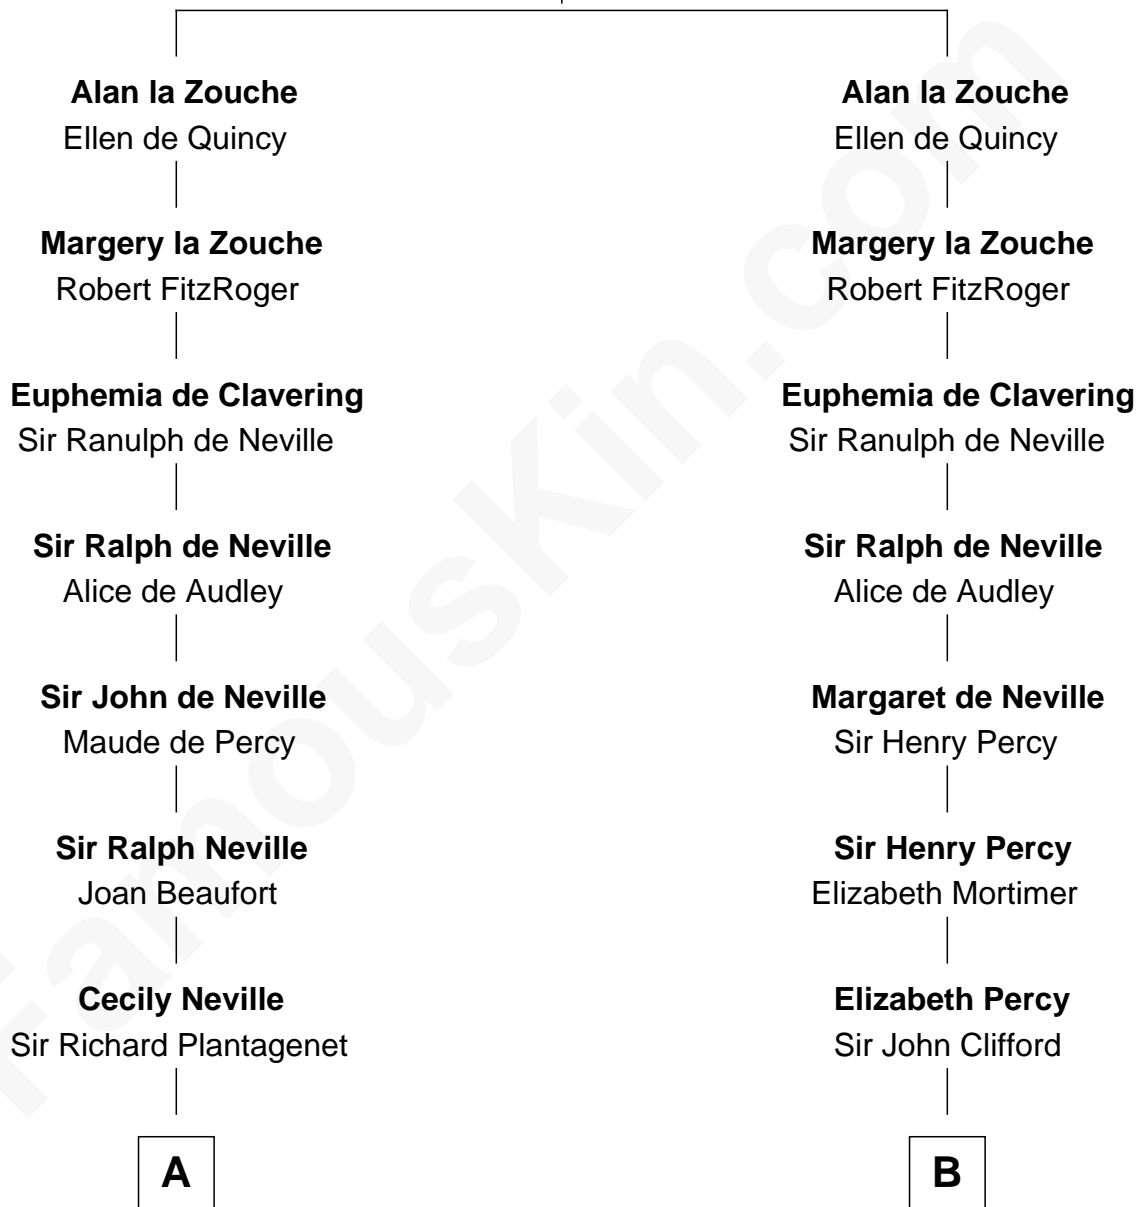 Alan la Zouche
Ellen de Quincy
Margery la Zouche
Robert FitzRoger
Euphemia de Clavering
Sir Ranulph de Neville
Sir Ralph de Neville
Alice de Audley
Sir John de Neville
Maude de Percy
Sir Ralph Neville
Joan Beaufort
Cecily Neville
Sir Richard Plantagenet
A
Alan la Zouche
Ellen de Quincy
Margery la Zouche
Robert FitzRoger
Euphemia de Clavering
Sir Ranulph de Neville
Sir Ralph de Neville
Alice de Audley
Margaret de Neville
Sir Henry Percy
Sir Henry Percy
Elizabeth Mortimer
Elizabeth Percy
Sir John Clifford
B
FamousKin.com